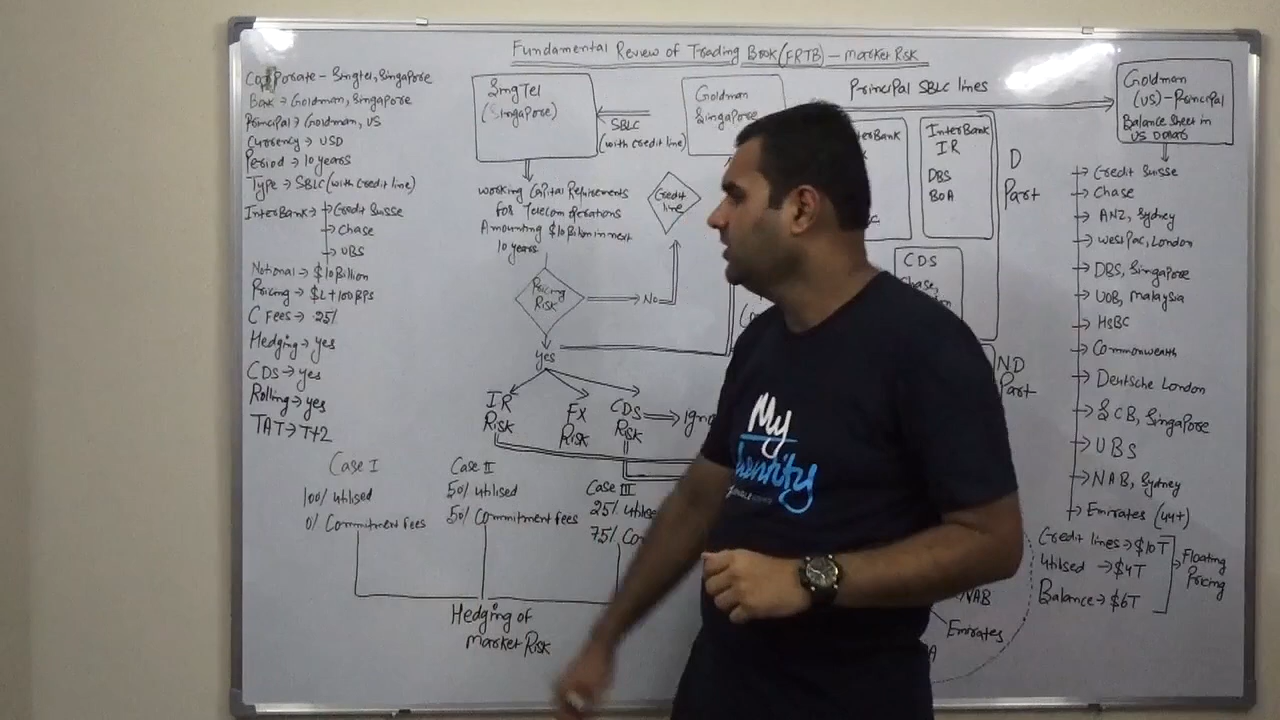 Fundamental Review of Trading Book (FRTB) - Market Risk
Corporate - Singtel, Singapore
Bank → Goldman, Singapore
Principal → Goldman, US
Currency → USD
Period → 10 years
Type → SBLC (with credit line)
InterBank → Credit Suisse
→ Chase
→ UBS
Notional → $10 Billion
Pricing → $L + 100 BPS
C Fees → 25%
Hedging → yes
CDS → yes
Rolling → yes
TAT → T+2
SingTel
(Singapore)
SBLC
(with credit line)
Goldman
Singapore
Principal SBLC lines
Goldman
(US) - Principal
Balance Sheet in
US Dollars
working Capital Requirements
for Telecom Operations
Amounting $10 Billion in next
10 years
Credit
line
Pricing
Risk
No
yes
IR
Risk
FX
Risk
CDS
Risk
InterBank
IR
DBS
BOA
D
Part
CDS
Chase,
ND
Part
Case I
100% utilised
0% Commitment fees
Case II
50% utilised
50% Commitment fees
Case III
25%
75%
Hedging of
Market Risk
→ Credit Suisse
→ Chase
→ ANZ, Sydney
→ WestPac, London
→ DBS, Singapore
→ UOB, Malaysia
→ HSBC
→ Commonwealth
→ Deutsche London
→ SCB, Singapore
→ UBS
→ NAB, Sydney
→ Emirates (44+)
Credit lines → $10T
utilsed → $4T
Balance → $6T
Floating
Pricing
NAB
Emirates
My
identity